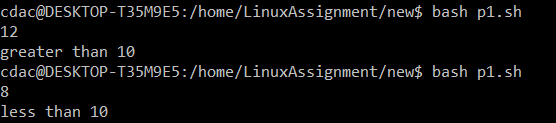 cdac@DESKTOP-T35M9E5:/home/LinuxAssignment/new$ bash p1.sh
12
greater than 10
cdac@DESKTOP-T35M9E5:/home/LinuxAssignment/new$ bash p1.sh
8
less than 10